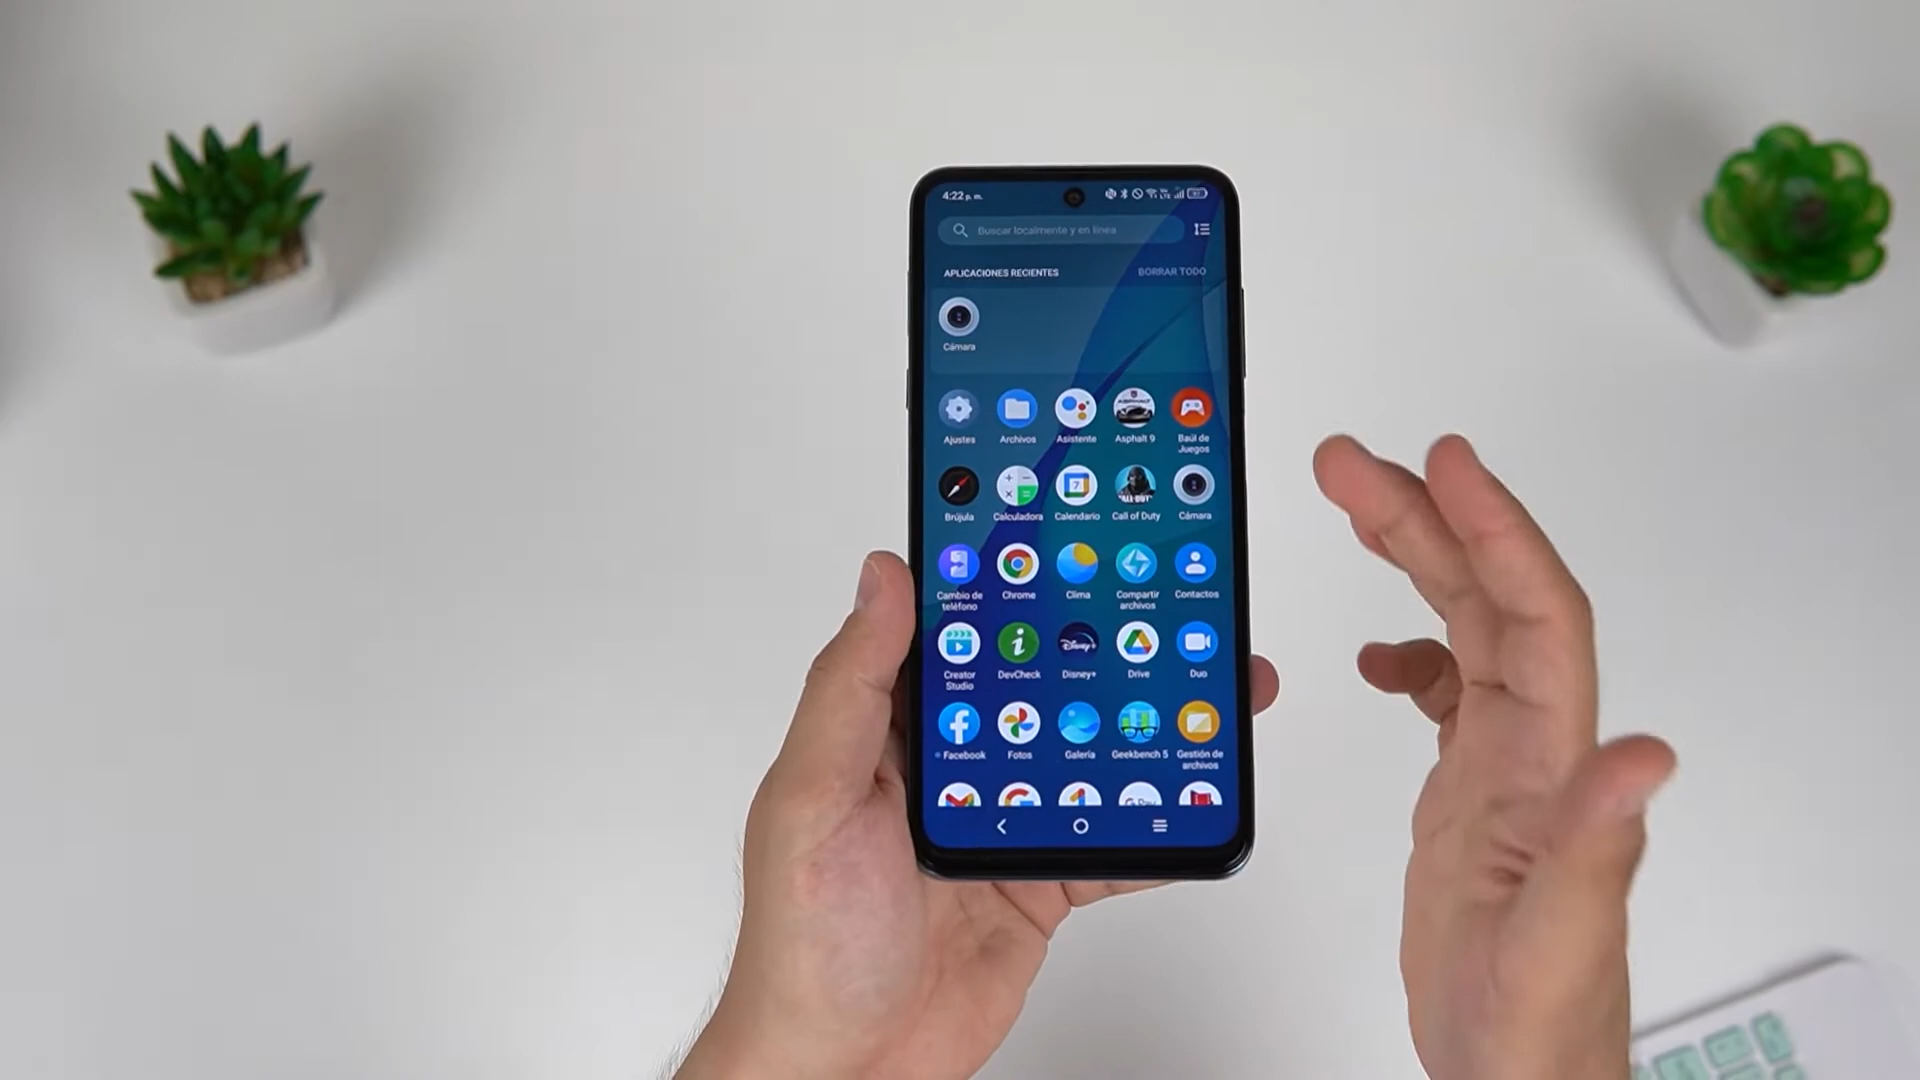 4:22 p. m.
Buscar localmente y en línea
APLICACIONES RECIENTES
BORRAR TODO
Cámara
Ajustes
Archivos
Asistente
Asphalt 9
Baúl de
Juegos
Brújula
Calculadora
Calendario
Call of Duty
Cámara
Cambio de
teléfono
Chrome
Clima
Compartir
archivos
Contactos
Creator
Studio
DevCheck
Disney+
Drive
Duo
Facebook
Fotos
Galería
Geekbench 5
Gestión de
archivos